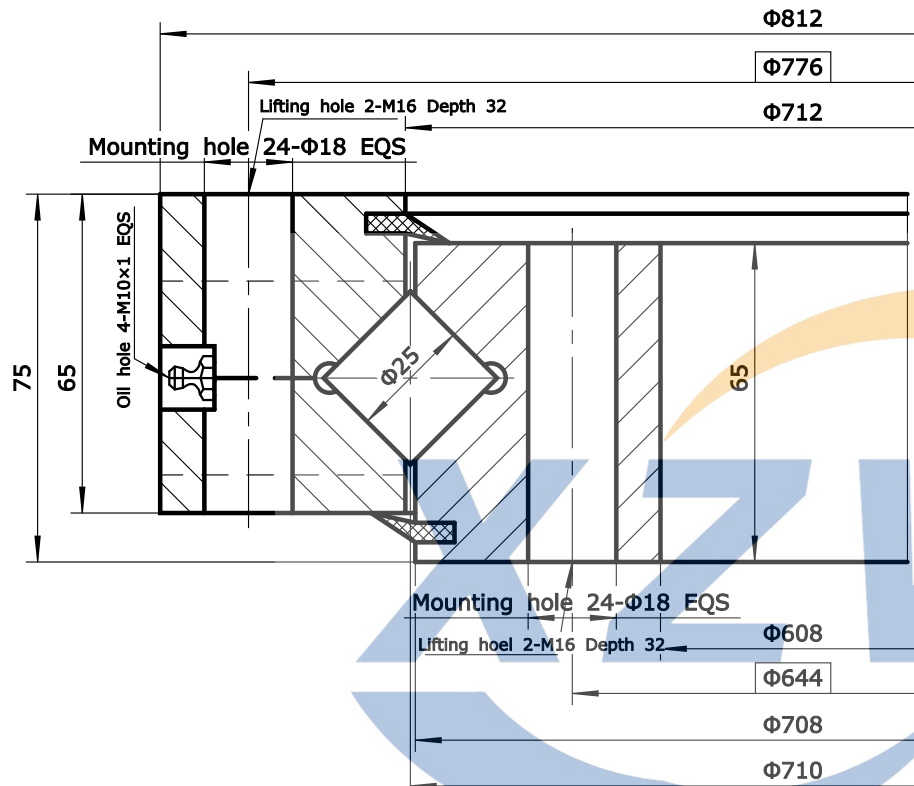 Φ812
Φ776
Lifting hole 2-M16 Depth 32
Φ712
Mounting hole 24-Φ18 EQS
Oil hole 4-M10×1 EQS
75
65
Φ25
65
Mounting hole 24-Φ18 EQS
Lifting hoel 2-M16 Depth 32
Φ608
Φ644
Φ708
Φ710
XZW